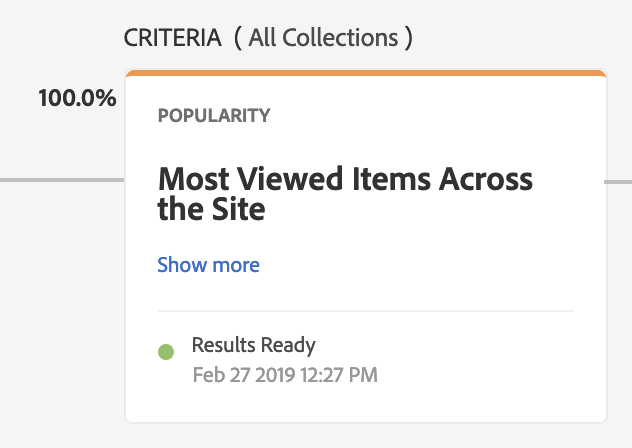 CRITERIA ( All Collections )
100.0%
POPULARITY
Most Viewed Items Across
the Site
Show more
Results Ready
Feb 27 2019 12:27 PM